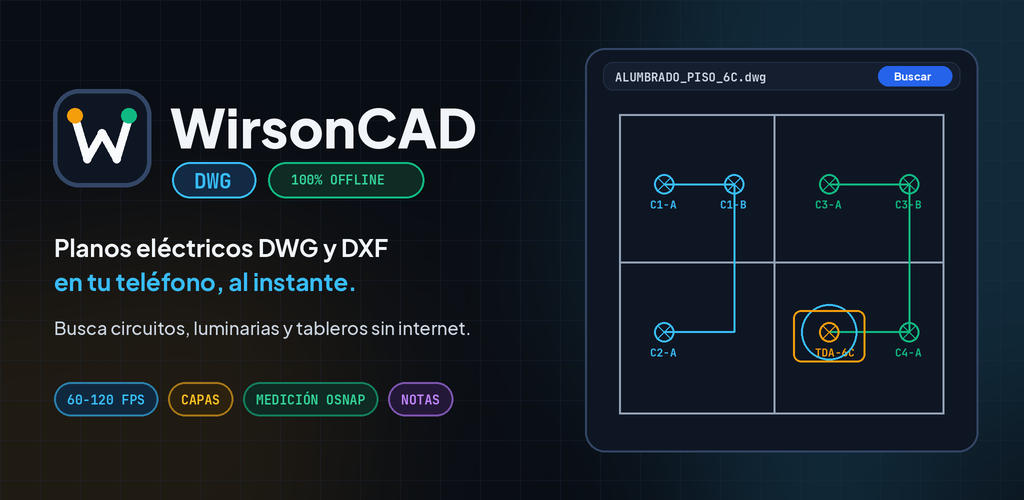 W
WirsonCAD
DWG
100% OFFLINE
Planos eléctricos DWG y DXF
en tu teléfono, al instante.
Busca circuitos, luminarias y tableros sin internet.
60-120 FPS
CAPAS
MEDICIÓN OSNAP
NOTAS
ALUMBRADO_PISO_6C.dwg
Buscar
C1-A
C1-B
C3-A
C3-B
C2-A
TDA-6C
C4-A